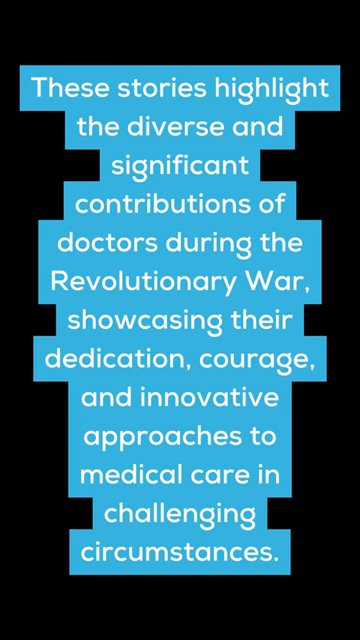 These stories highlight
the diverse and
significant
contributions of
doctors during the
Revolutionary War,
showcasing their
dedication, courage,
and innovative
approaches to
medical care in
challenging
circumstances.